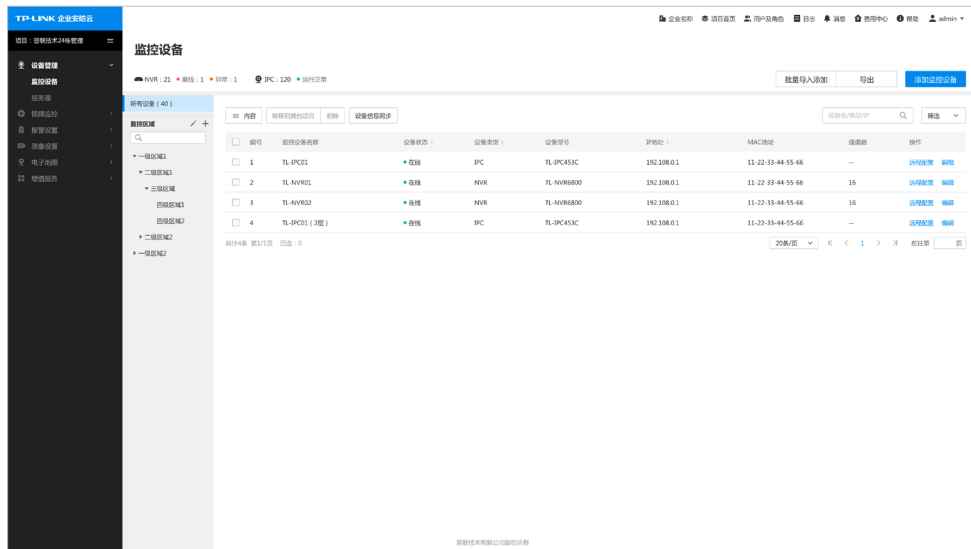 TP-LINK 企业安防云
企业名称 项目首页 用户及角色 日志 消息 费用中心 帮助 admin
项目：普联技术24栋管理
设备管理
监控设备
服务器
视频监控
报警设置
录像设置
电子地图
增值服务
监控设备
NVR：21 离线：1 异常：1 IPC：120 运行正常
批量导入添加 导出 添加监控设备
所有设备（40）
监控区域
一级区域1
二级区域1
三级区域
四级区域1
四级区域2
二级区域2
一级区域2
内容 转移到其他项目 删除 设备信息同步
设备名/类型/IP 筛选
编号 监控设备名称 设备状态 设备类型 设备型号 IP地址 MAC地址 通道数 操作
1 TL-IPC01 在线 IPC TL-IPC453C 192.108.0.1 11-22-33-44-55-66 -- 远程配置 编辑
2 TL-NVR01 在线 NVR TL-NVR6800 192.108.0.1 11-22-33-44-55-66 16 远程配置 编辑
3 TL-NVR02 在线 NVR TL-NVR6800 192.108.0.1 11-22-33-44-55-66 16 远程配置 编辑
4 TL-IPC01（2层） 在线 IPC TL-IPC453C 192.108.0.1 11-22-33-44-55-66 -- 远程配置 编辑
共计4条 第1/1页 已选：0
20条/页 1 前往第 页
普联技术有限公司版权所有